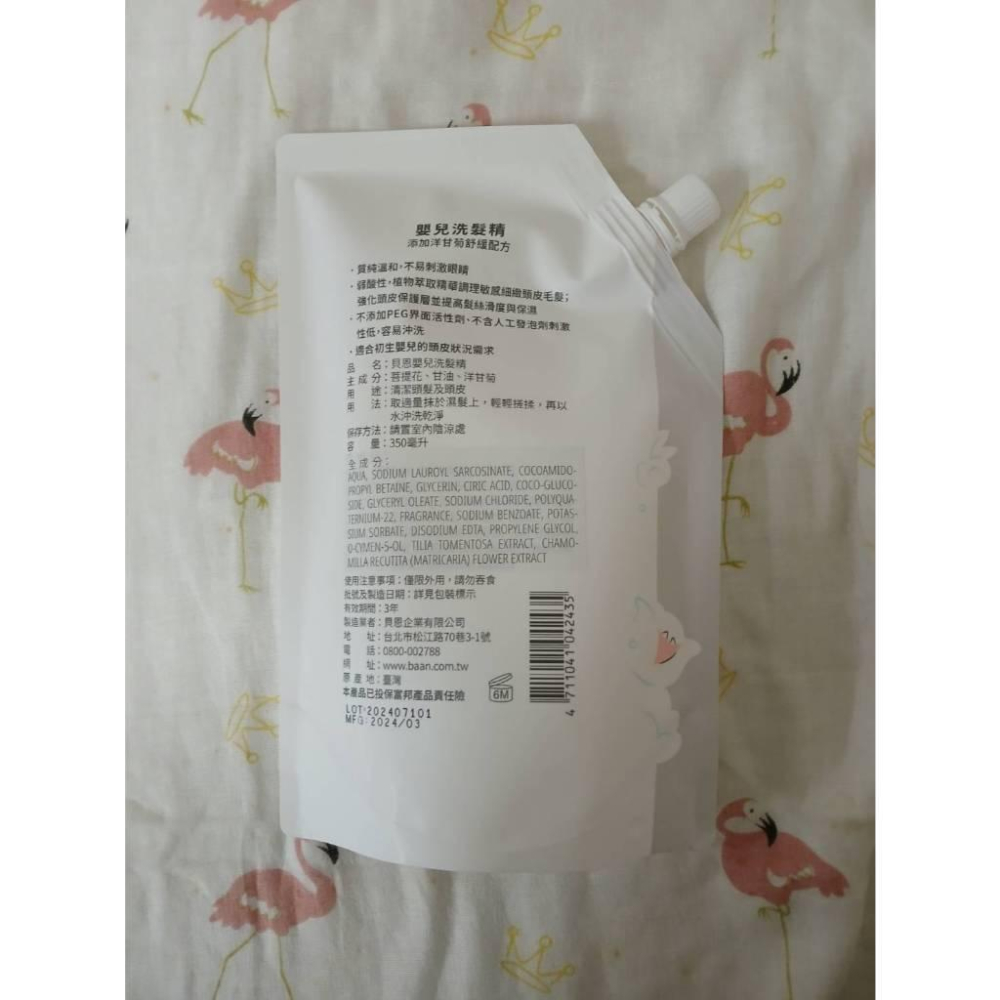 嬰兒洗髮精
添加洋甘菊舒緩配方
・質純溫和，不易刺激眼睛
・弱酸性，植物萃取精華調理敏感細緻頭皮毛髮；
強化頭皮保護層並提高髮絲滑度與保濕
・不添加PEG界面活性劑、不含人工發泡劑刺激
性低，容易沖洗
・適合初生嬰兒的頭皮狀況需求
品 名：貝恩嬰兒洗髮精
主成分：菩提花、甘油、洋甘菊
用 途：清潔頭髮及頭皮
用 法：取適量抹於濕髮上，輕輕搓揉，再以
水沖洗乾淨
保存方法：請置室內陰涼處
容 量：350毫升
全成分：
AQUA, SODIUM LAUROYL SARCOSINATE, COCOAMIDO-
PROPYL BETAINE, GLYCERIN, CIRIC ACID, COCO-GLUCO-
SIDE, GLYCERYL OLEATE, SODIUM CHLORIDE, POLYQUA-
TERNIUM-22, FRAGRANCE, SODIUM BENZOATE, POTAS-
SIUM SORBATE, DISODIUM EDTA, PROPYLENE GLYCOL,
O-CYMEN-5-OL, TILIA TOMENTOSA EXTRACT, CHAMO-
MILLA RECUTITA (MATRICARIA) FLOWER EXTRACT
使用注意事項：僅限外用，請勿吞食
批號及製造日期：詳見包裝標示
有效期間：3年
製造業者：貝恩企業有限公司
地 址：台北市松江路70巷3-1號
電 話：0800-002788
網 址：www.baan.com.tw
原產地：臺灣
本產品已投保富邦產品責任險
6M
LOT:202407101
MFG:2024/03
4 711041 042435